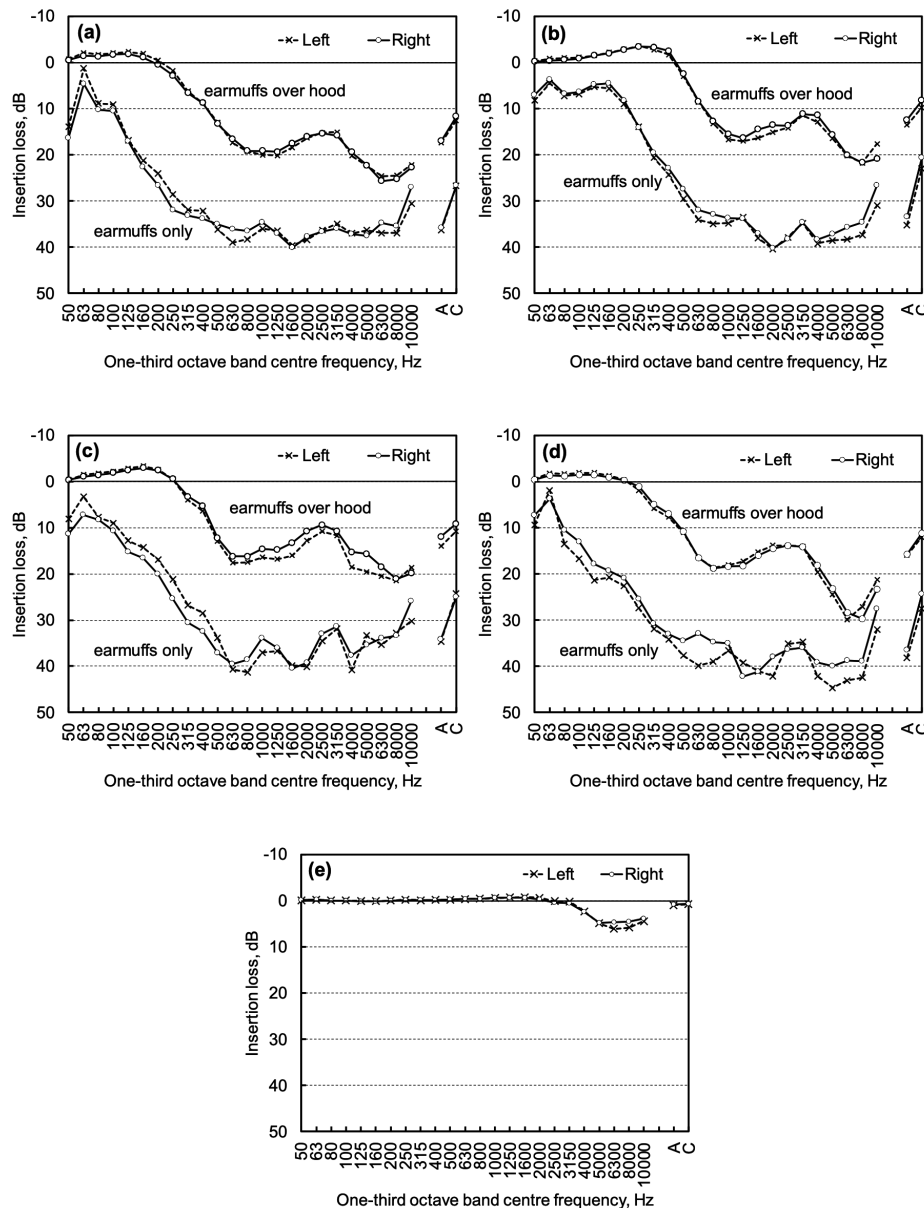 (a)
Left Right
-10
0
10
20
30
40
50
Insertion loss, dB
earmuffs over hood
earmuffs only
50 63 80 100 125 160 200 250 315 400 500 630 800 1000 1250 1600 2000 2500 3150 4000 5000 6300 8000 10000 A C
One-third octave band centre frequency, Hz
(b)
Left Right
-10
0
10
20
30
40
50
Insertion loss, dB
earmuffs over hood
earmuffs only
50 63 80 100 125 160 200 250 315 400 500 630 800 1000 1250 1600 2000 2500 3150 4000 5000 6300 8000 10000 A C
One-third octave band centre frequency, Hz
(c)
Left Right
-10
0
10
20
30
40
50
Insertion loss, dB
earmuffs over hood
earmuffs only
50 63 80 100 125 160 200 250 315 400 500 630 800 1000 1250 1600 2000 2500 3150 4000 5000 6300 8000 10000 A C
One-third octave band centre frequency, Hz
(d)
Left Right
-10
0
10
20
30
40
50
Insertion loss, dB
earmuffs over hood
earmuffs only
50 63 80 100 125 160 200 250 315 400 500 630 800 1000 1250 1600 2000 2500 3150 4000 5000 6300 8000 10000 A C
One-third octave band centre frequency, Hz
(e)
Left Right
-10
0
10
20
30
40
50
Insertion loss, dB
50 63 80 100 125 160 200 250 315 400 500 630 800 1000 1250 1600 2000 2500 3150 4000 5000 6300 8000 10000 A C
One-third octave band centre frequency, Hz